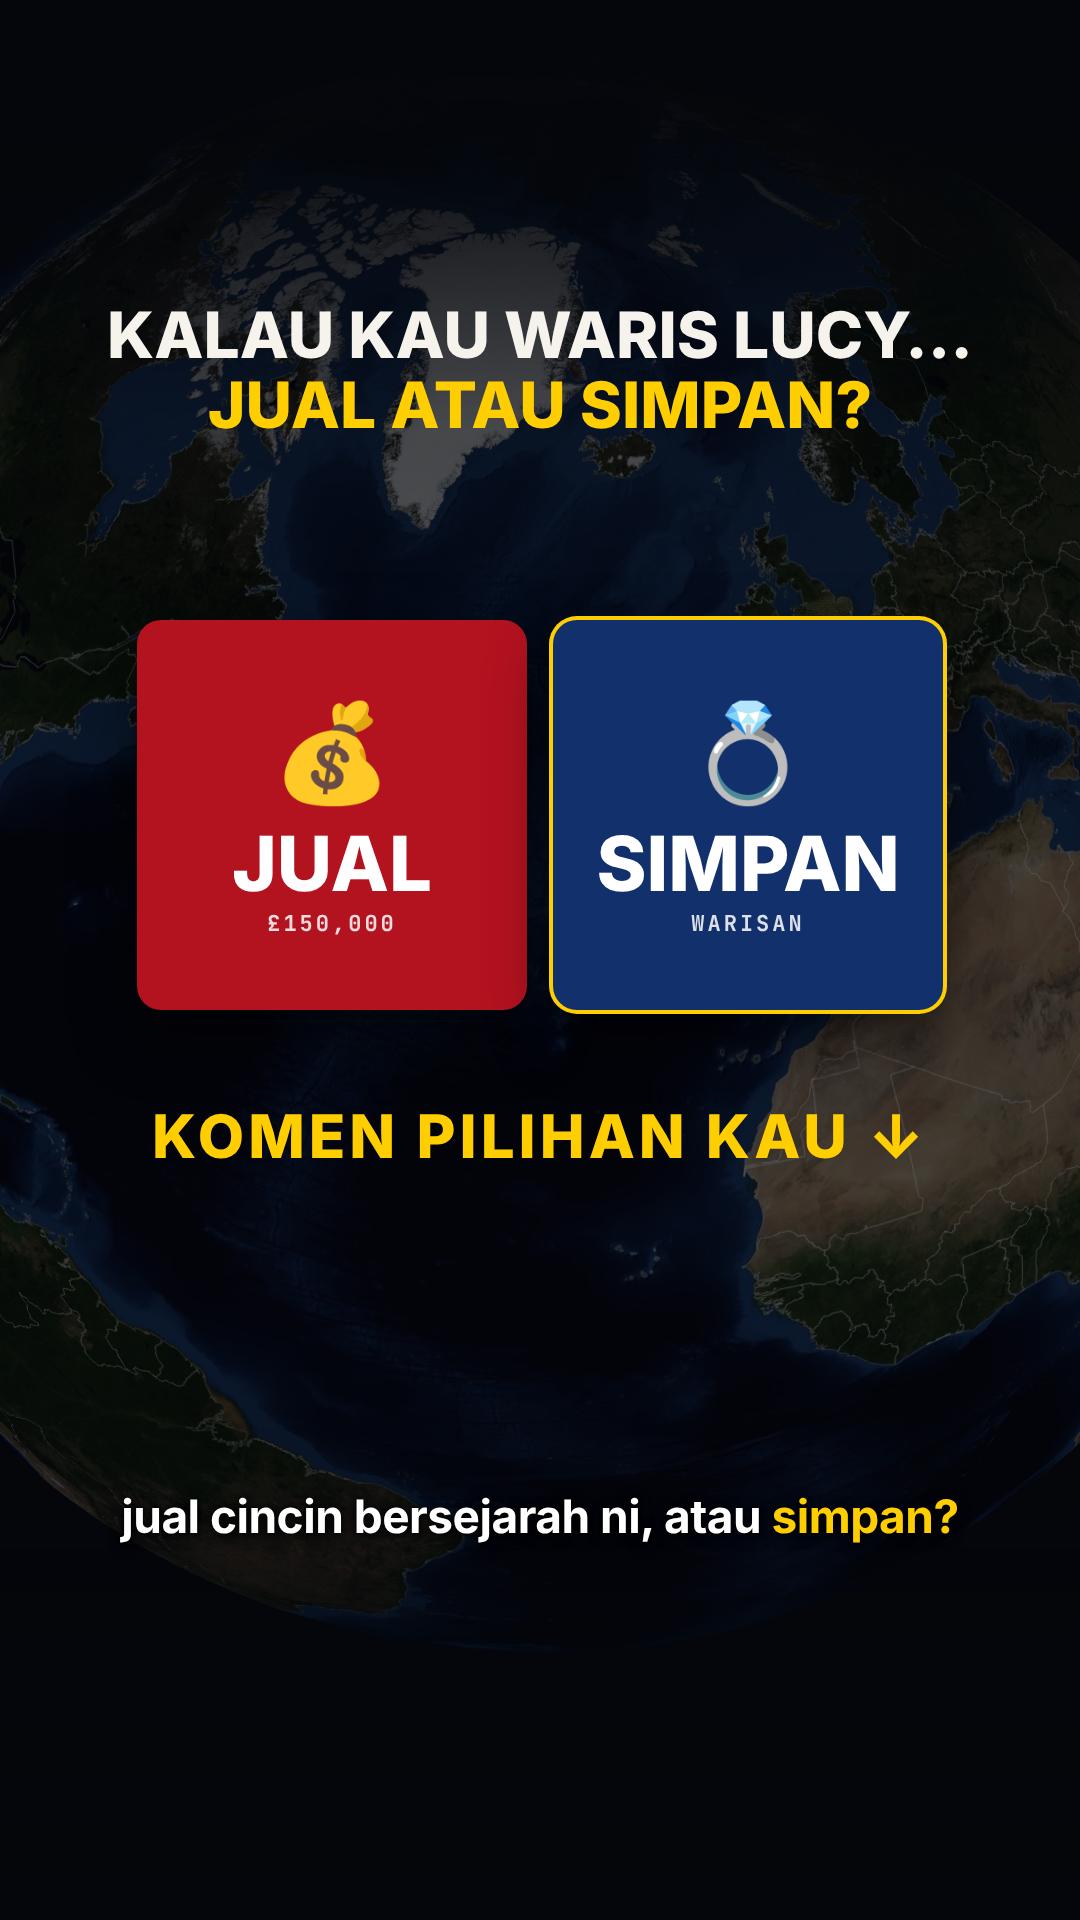 KALAU KAU WARIS LUCY...
JUAL ATAU SIMPAN?
JUAL
£150,000
SIMPAN
WARISAN
KOMEN PILIHAN KAU ↓
jual cincin bersejarah ni, atau simpan?